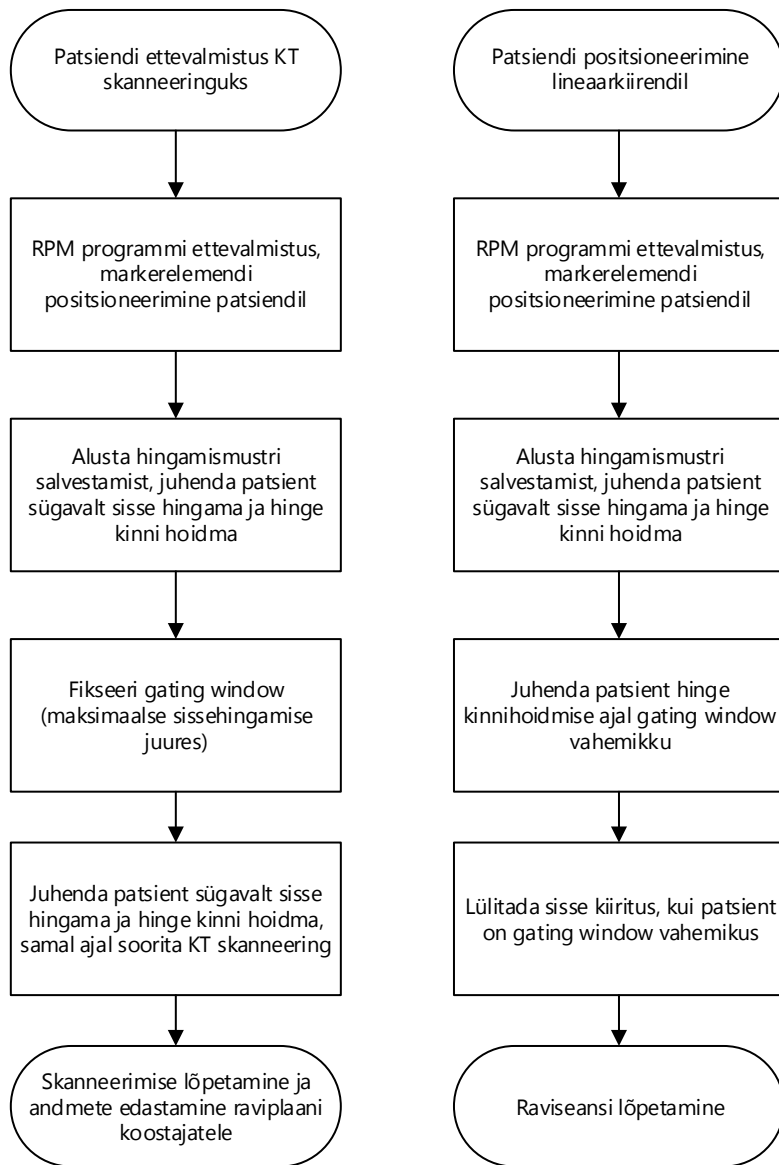 Patsiendi ettevalmistus KT
skanneeringuks
RPM programmi ettevalmistus,
markerelemendi
positsioneerimine patsiendil
Alusta hingamismustri
salvestamist, juhenda patsient
sügavalt sisse hingama ja hinge
kinni hoidma
Fikseeri gating window
(maksimaalse sissehingamise
juures)
Juhenda patsient sügavalt sisse
hingama ja hinge kinni hoidma,
samal ajal soorita KT skanneering
Skanneerimise lõpetamine ja
andmete edastamine raviplaani
koostajatele
Patsiendi positsioneerimine
lineaarkiirendil
RPM programmi ettevalmistus,
markerelemendi
positsioneerimine patsiendil
Alusta hingamismustri
salvestamist, juhenda patsient
sügavalt sisse hingama ja hinge
kinni hoidma
Juhenda patsient hinge
kinnihoidmise ajal gating window
vahemikku
Lülitada sisse kiiritus, kui patsient
on gating window vahemikus
Raviseansi lõpetamine